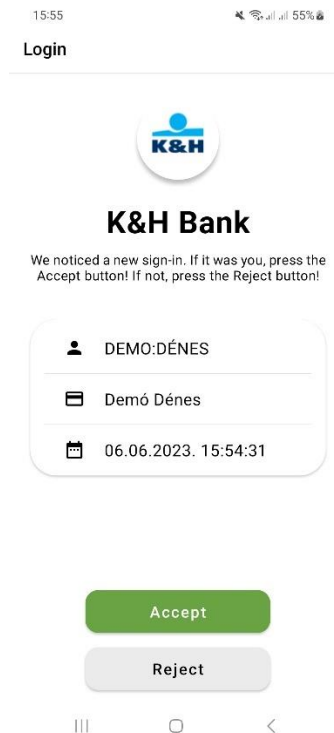 15:55
55%
Login
K&H
K&H Bank
We noticed a new sign-in. If it was you, press the
Accept button! If not, press the Reject button!
DEMO:DÉNES
Demó Dénes
06.06.2023. 15:54:31
Accept
Reject